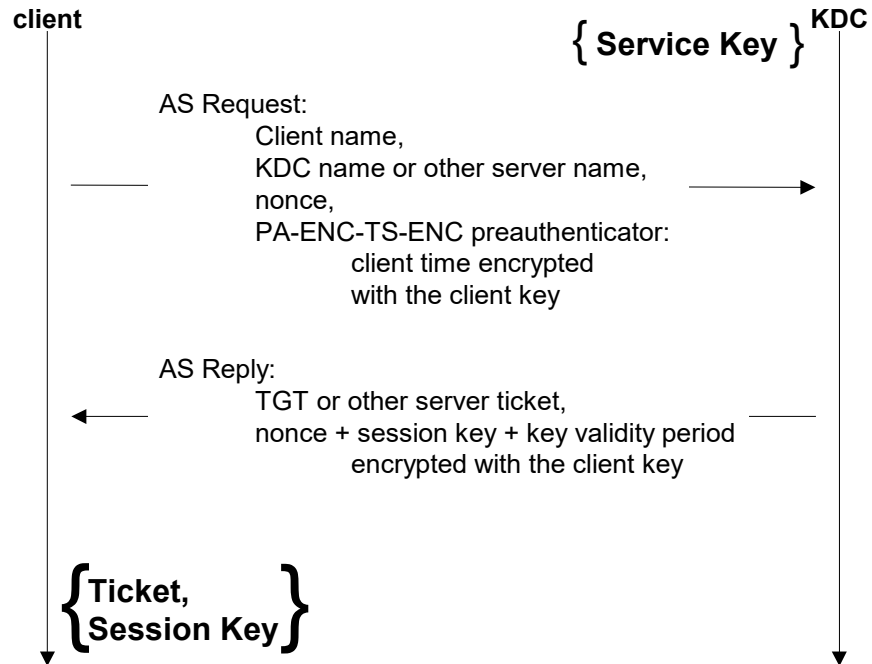 client
KDC
{ Service Key }
AS Request:
Client name,
KDC name or other server name,
nonce,
PA-ENC-TS-ENC preauthenticator:
client time encrypted
with the client key
AS Reply:
TGT or other server ticket,
nonce + session key + key validity period
encrypted with the client key
{Ticket,
Session Key}